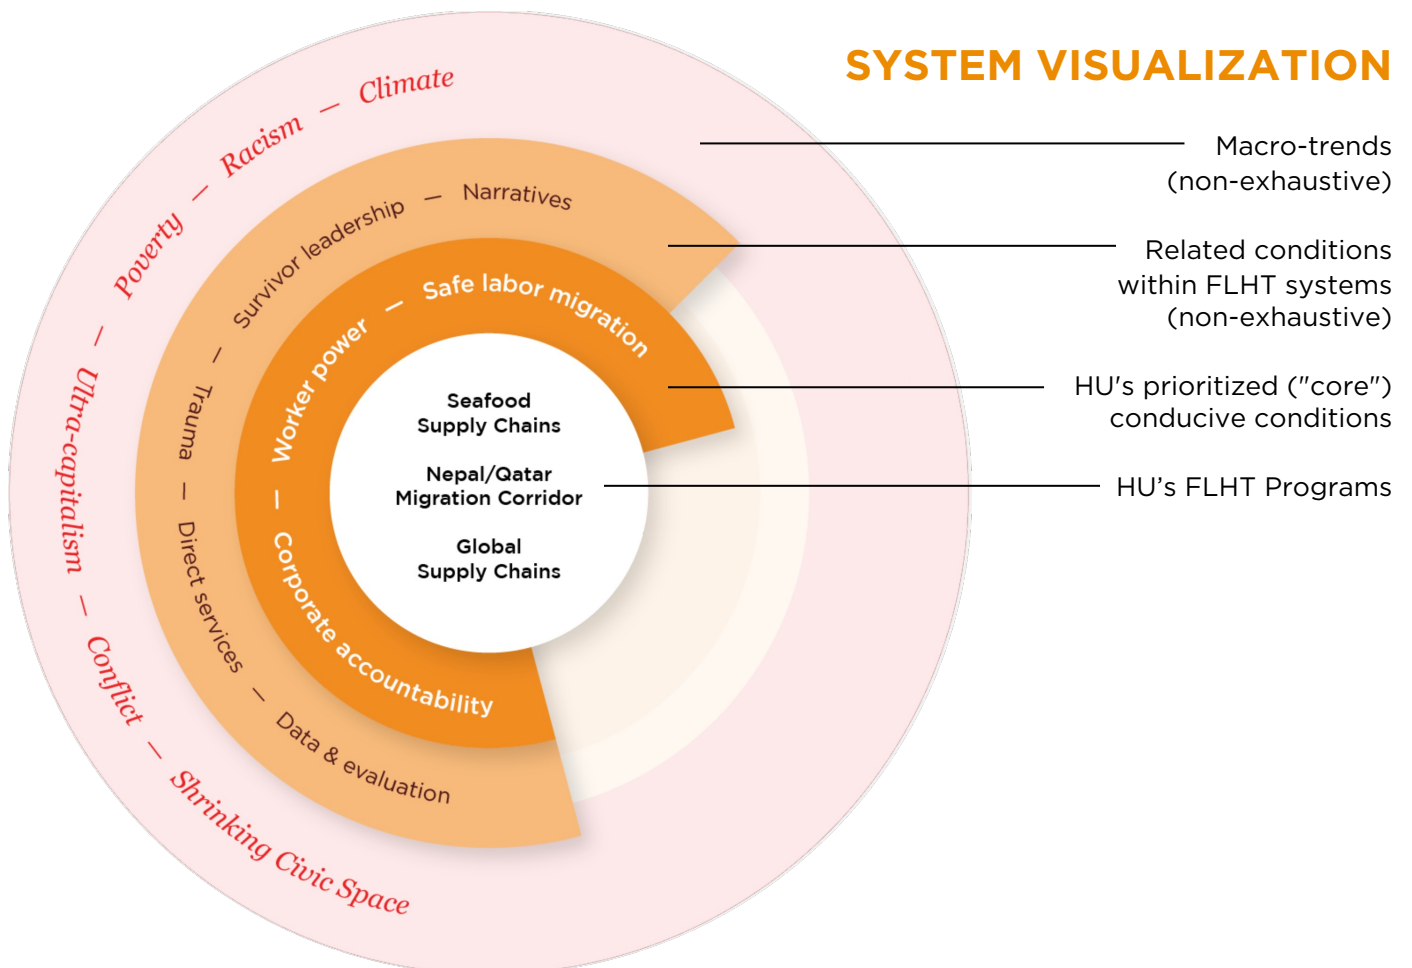 SYSTEM VISUALIZATION
Macro-trends
(non-exhaustive)
Related conditions
within FLHT systems
(non-exhaustive)
HU's prioritized ("core")
conducive conditions
HU’s FLHT Programs
Shrinking Civic Space — Conflict — Ultra-capitalism — Poverty — Racism — Climate
Data & evaluation — Direct services — Trauma — Survivor leadership — Narratives
Corporate accountability — Worker power — Safe labor migration
Seafood
Supply Chains
Nepal/Qatar
Migration Corridor
Global
Supply Chains